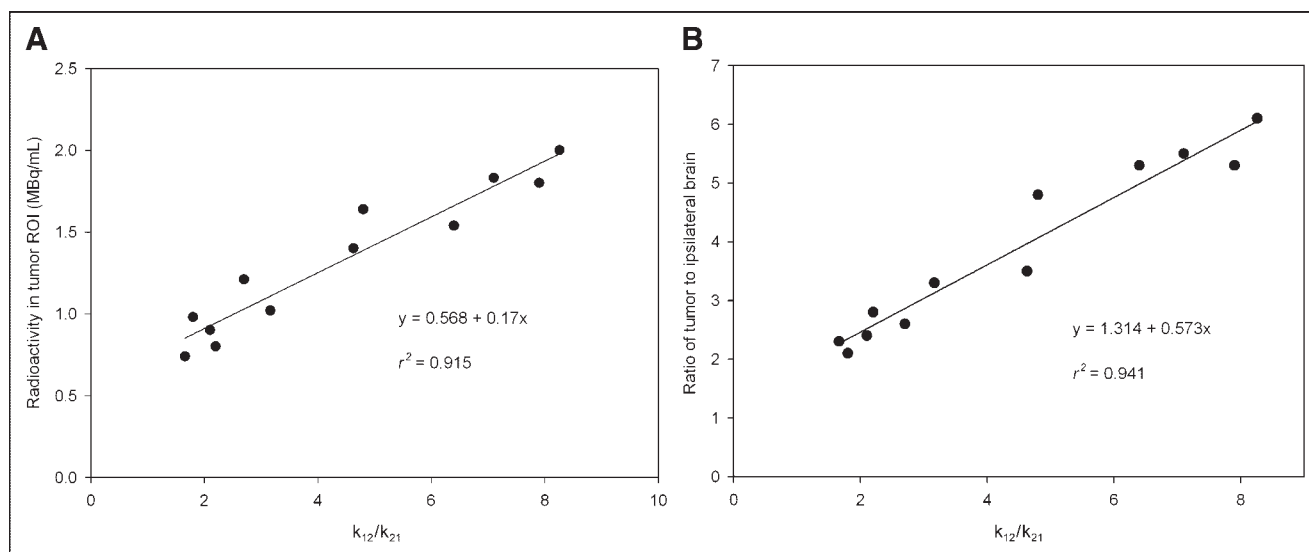 A
Radioactivity in tumor ROI (MBq/mL)
2.5
2.0
1.5
1.0
0.5
0.0
y = 0.568 + 0.17x
r² = 0.915
0 2 4 6 8 10
k₁₂/k₂₁
B
Ratio of tumor to ipsilateral brain
7
6
5
4
3
2
1
0
y = 1.314 + 0.573x
r² = 0.941
0 2 4 6 8
k₁₂/k₂₁